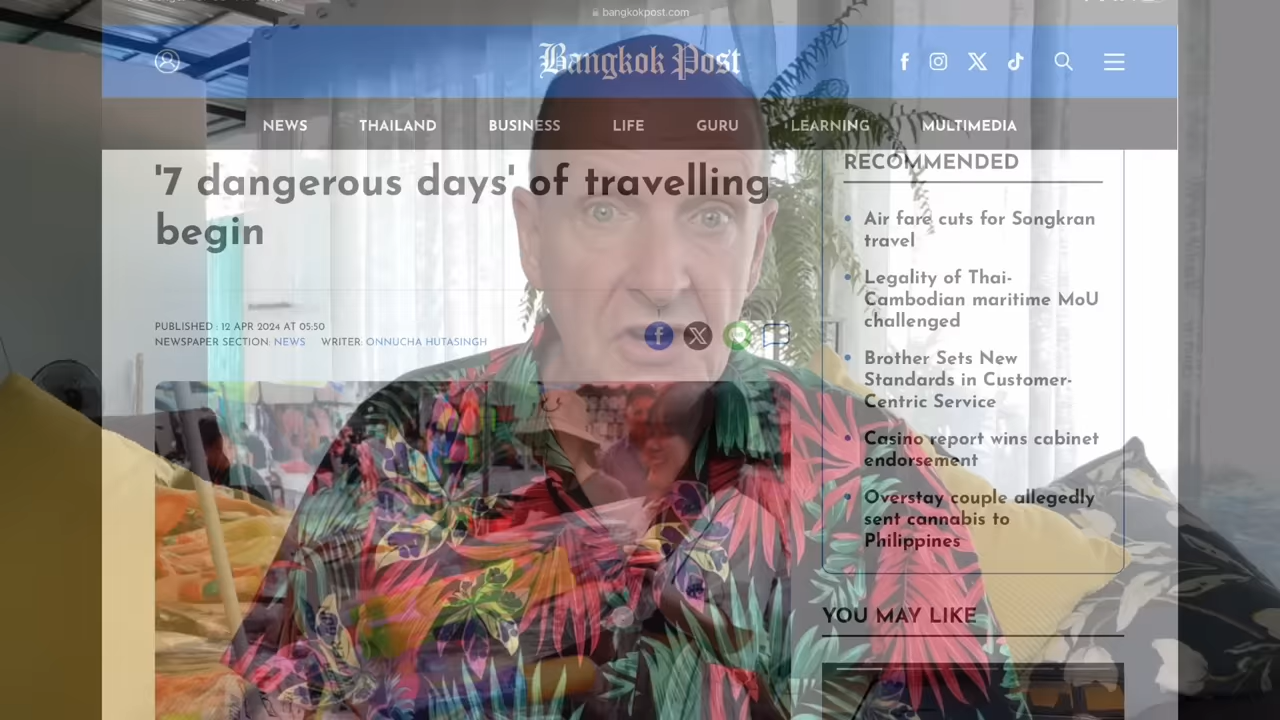 bangkokpost.com
Bangkok Post
NEWS THAILAND BUSINESS LIFE GURU LEARNING MULTIMEDIA
'7 dangerous days' of travelling
begin
PUBLISHED : 12 APR 2024 AT 05:50
NEWSPAPER SECTION: NEWS WRITER: ONNUCHA HUTASINGH
RECOMMENDED
Air fare cuts for Songkran
travel
Legality of Thai-
Cambodian maritime MoU
challenged
Brother Sets New
Standards in Customer-
Centric Service
Casino report wins cabinet
endorsement
Overstay couple allegedly
sent cannabis to
Philippines
YOU MAY LIKE